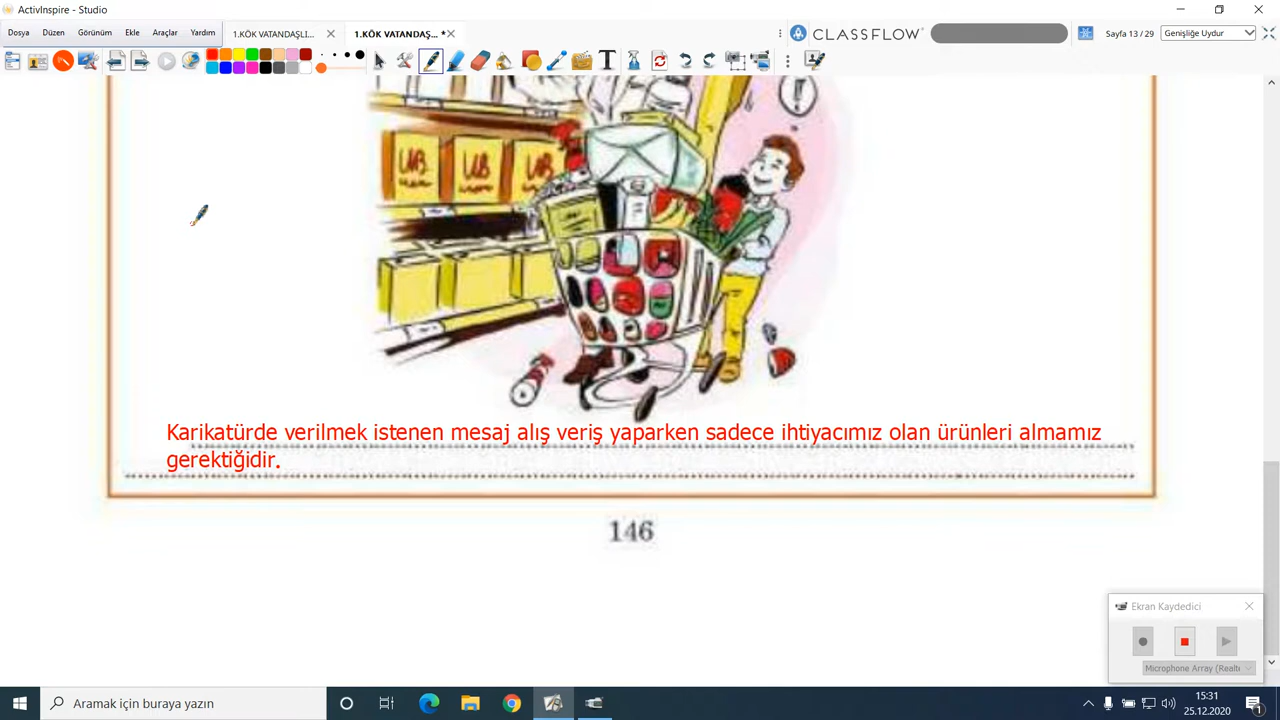 ActivInspire - Studio
Dosya Düzen Görünüm Ekle Araçlar Yardım
1.KÖK VATANDAŞLI...
1.KÖK VATANDAŞ... *
CLASSFLOW
Sayfa 13 / 29
Genişliğe Uydur
Karikatürde verilmek istenen mesaj alış veriş yaparken sadece ihtiyacımız olan ürünleri almamız
gerektiğidir.
146
Ekran Kaydedici
Microphone Array (Realte
Aramak için buraya yazın
15:31
25.12.2020
1